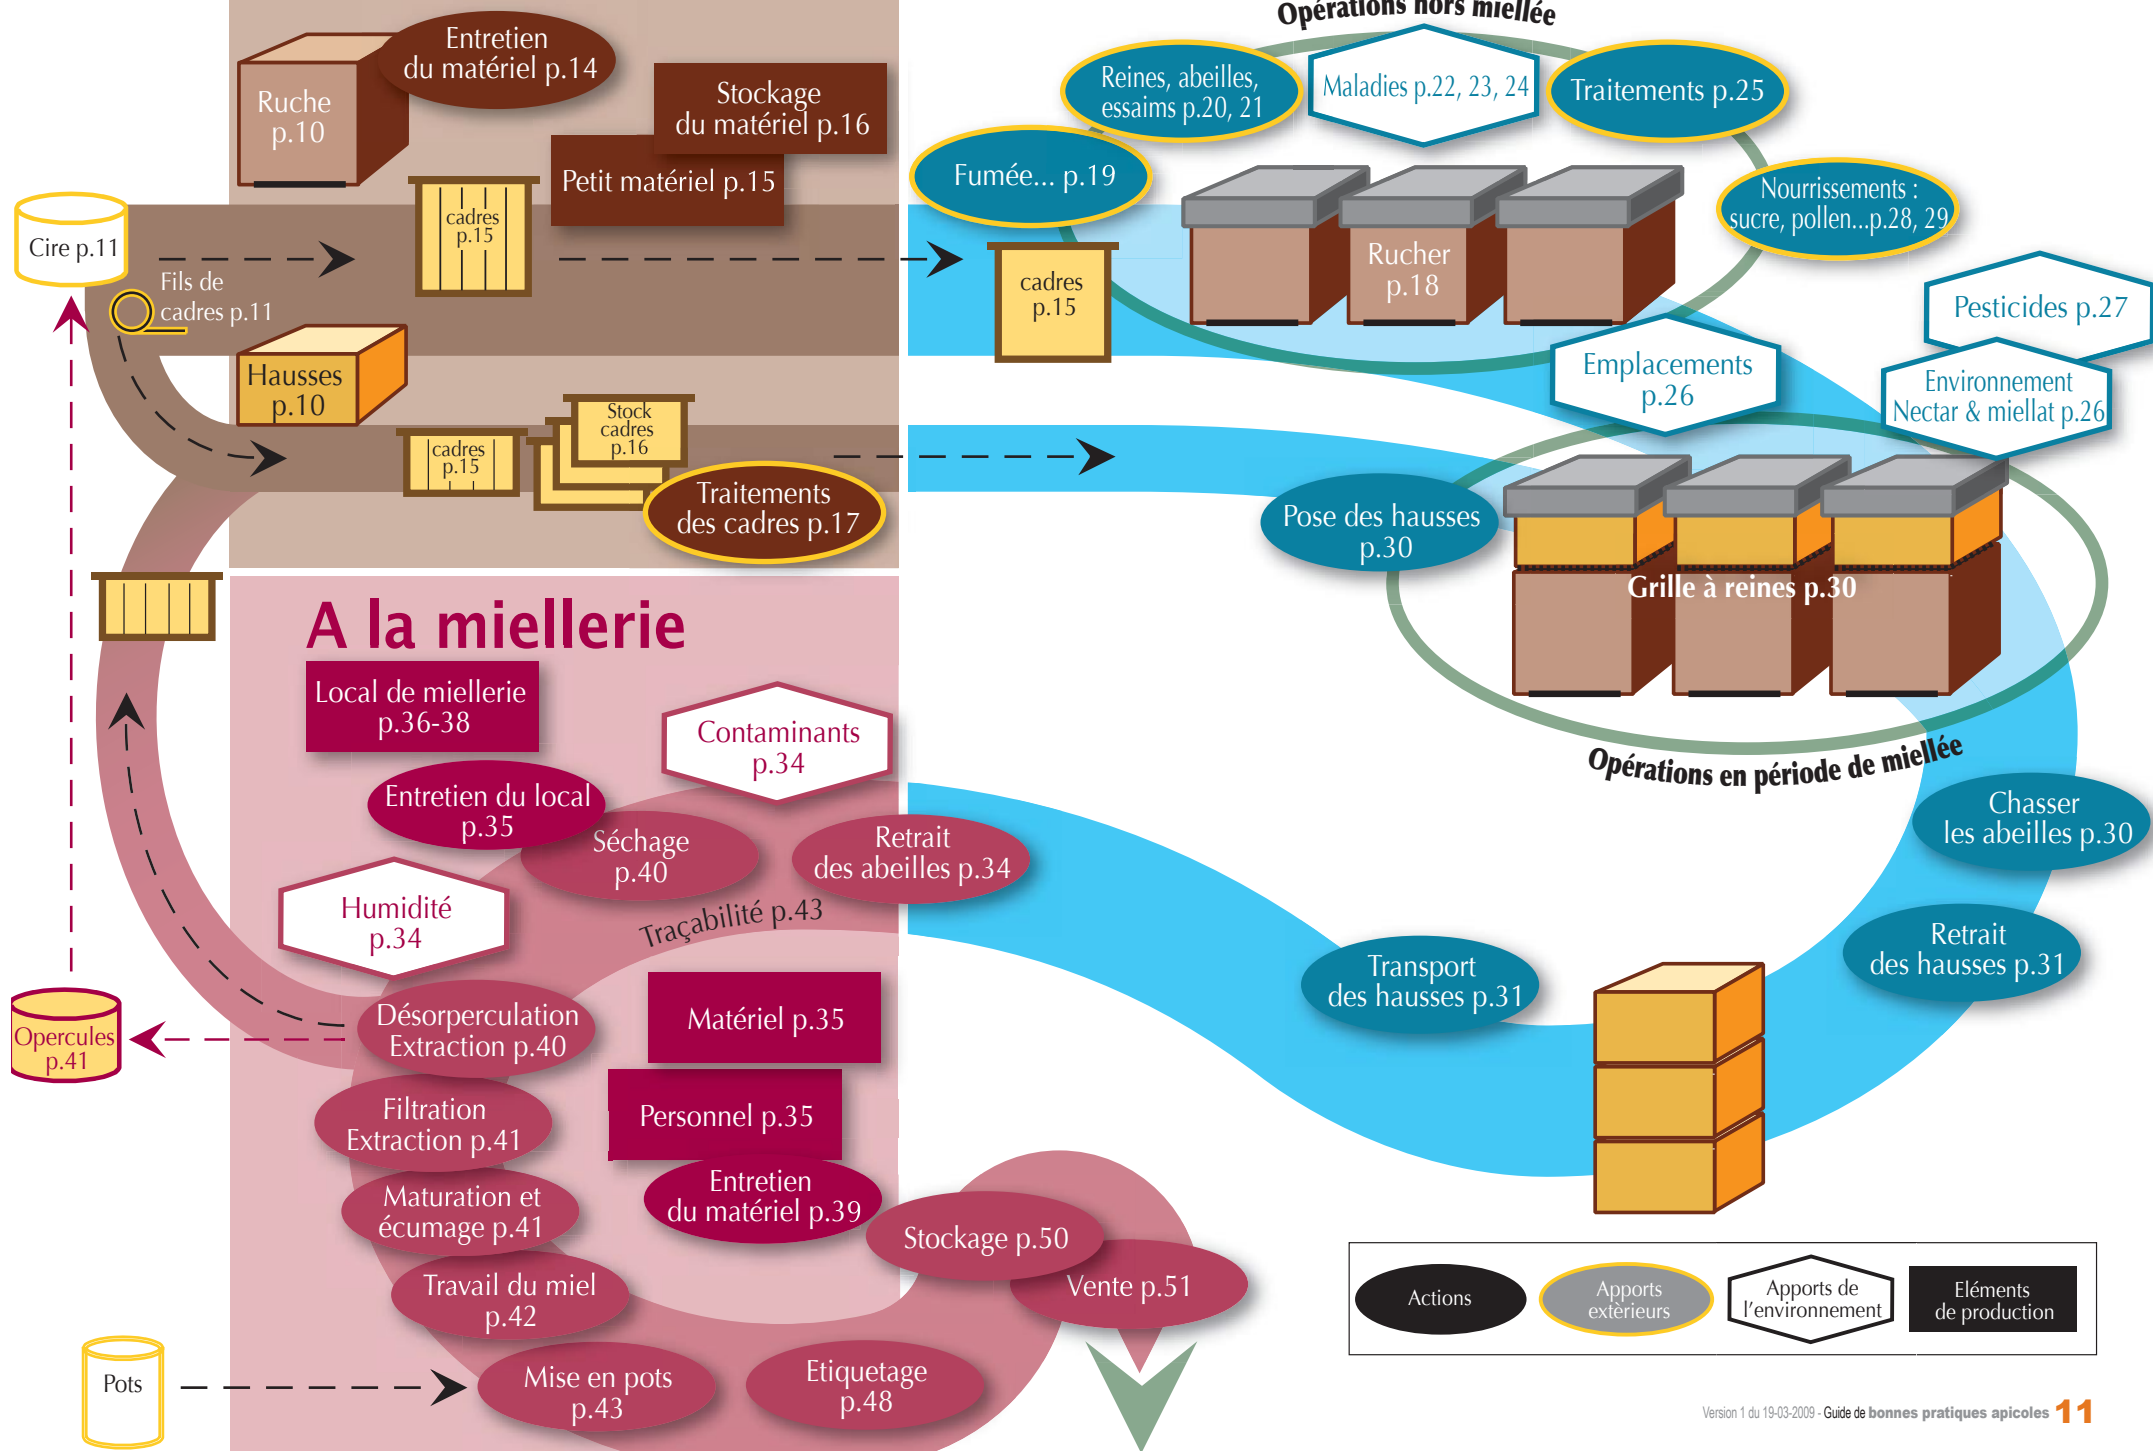 Opérations hors miellée
Entretien
du matériel p.14
Ruche
p.10
Stockage
du matériel p.16
Petit matériel p.15
Reines, abeilles,
essaims p.20, 21
Maladies p.22, 23, 24
Traitements p.25
Fumée... p.19
Nourrissements :
sucre, pollen...p.28, 29
cadres
p.15
Cire p.11
Fils de
cadres p.11
cadres
p.15
Rucher
p.18
Pesticides p.27
Hausses
p.10
Emplacements
p.26
Environnement
Nectar & miellat p.26
cadres
p.15
Stock
cadres
p.16
Traitements
des cadres p.17
Pose des hausses
p.30
Grille à reines p.30
A la miellerie
Local de miellerie
p.36-38
Contaminants
p.34
Opérations en période de miellée
Entretien du local
p.35
Séchage
p.40
Retrait
des abeilles p.34
Chasser
les abeilles p.30
Humidité
p.34
Traçabilité p.43
Retrait
des hausses p.31
Transport
des hausses p.31
Désorperculation
Extraction p.40
Matériel p.35
Opercules
p.41
Filtration
Extraction p.41
Personnel p.35
Maturation et
écumage p.41
Entretien
du matériel p.39
Stockage p.50
Travail du miel
p.42
Vente p.51
Actions
Apports
extèrieurs
Apports de
l'environnement
Eléments
de production
Pots
Mise en pots
p.43
Etiquetage
p.48
Version 1 du 19-03-2009 - Guide de bonnes pratiques apicoles 11